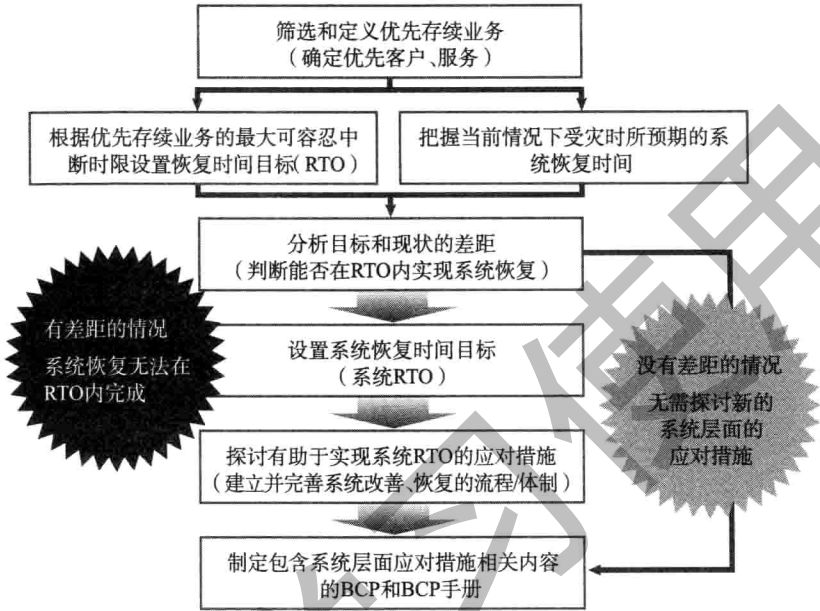 筛选和定义优先存续业务
（确定优先客户、服务）
根据优先存续业务的最大可容忍中
断时限设置恢复时间目标（RTO）
把握当前情况下受灾时所预期的系
统恢复时间
分析目标和现状的差距
（判断能否在RTO内实现系统恢复）
有差距的情况
系统恢复无法在
RTO内完成
没有差距的情况
无需探讨新的
系统层面的
应对措施
设置系统恢复时间目标
（系统RTO）
探讨有助于实现系统RTO的应对措施
（建立并完善系统改善、恢复的流程/体制）
制定包含系统层面应对措施相关内容
的BCP和BCP手册
习使用